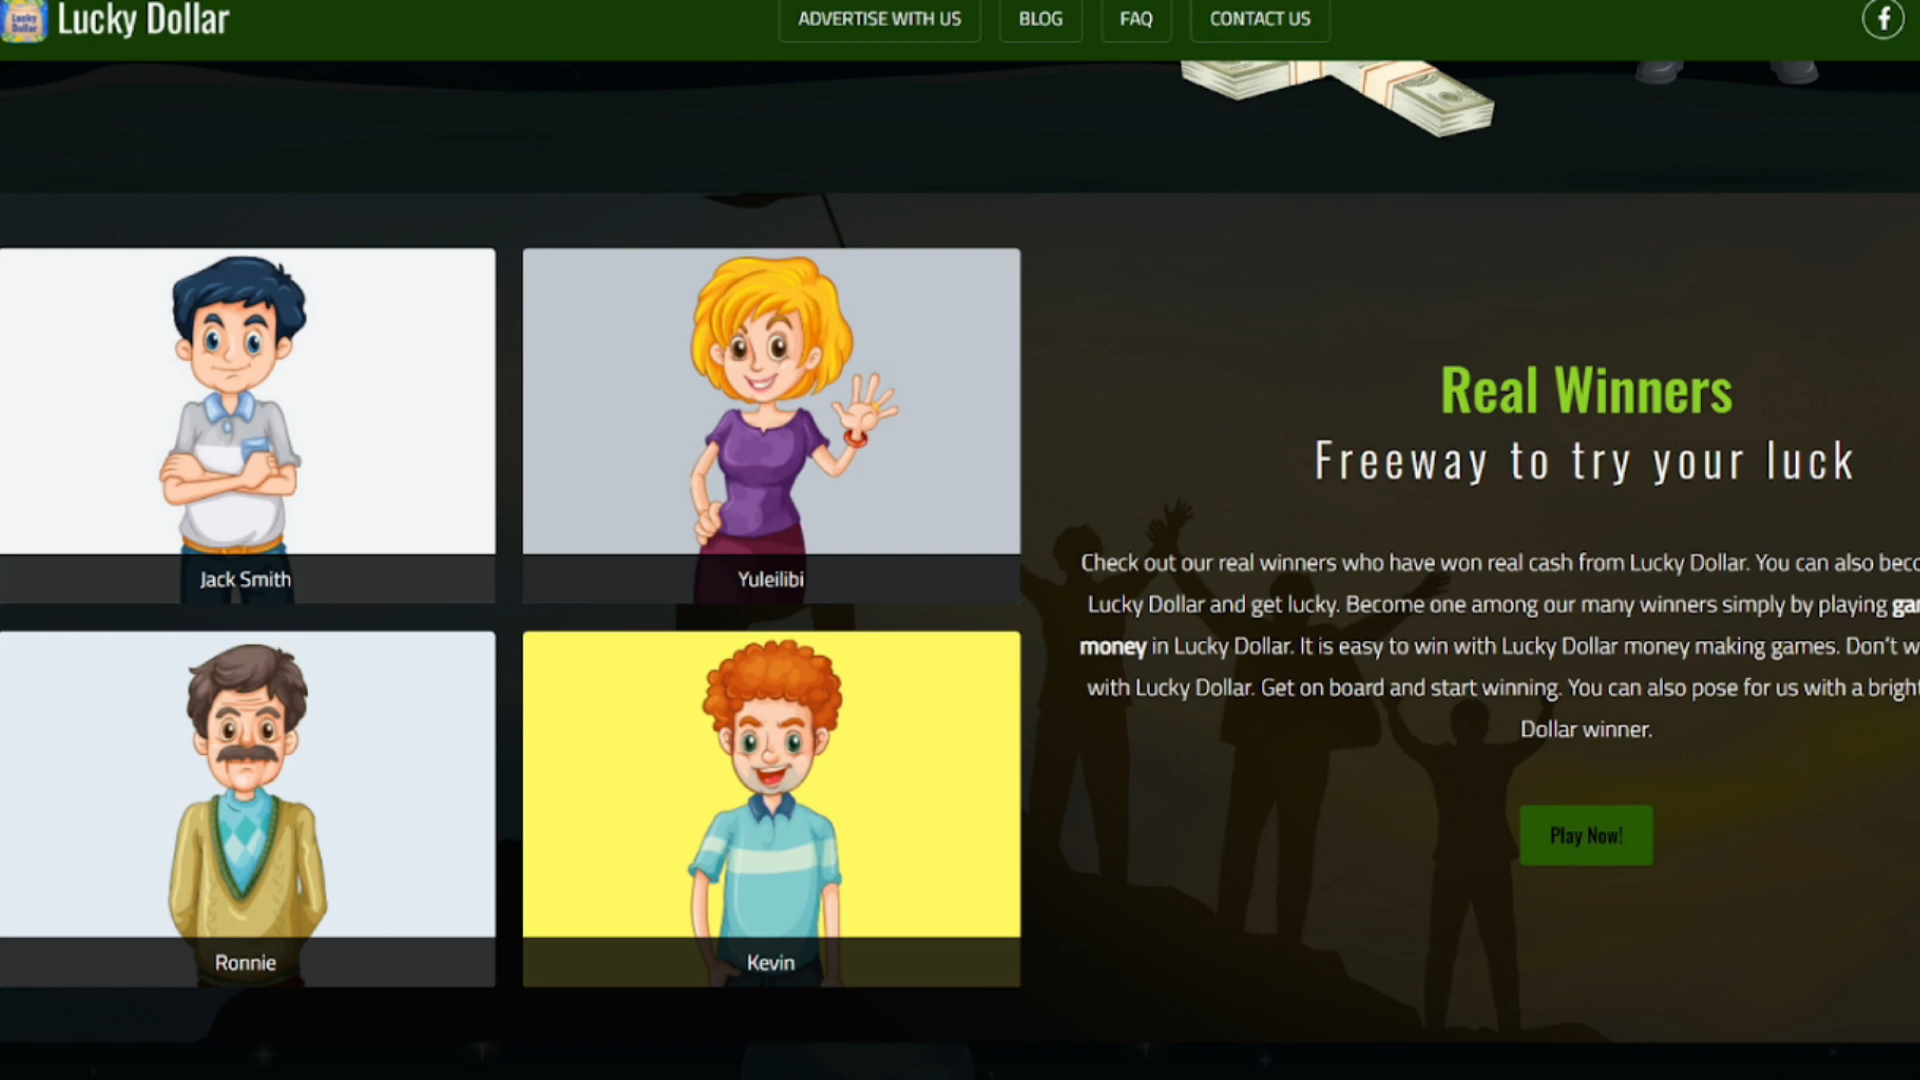 Lucky Dollar
Lucky Dollar
ADVERTISE WITH US
BLOG
FAQ
CONTACT US
f
Jack Smith
Yuleilibi
Ronnie
Kevin
Real Winners
Freeway to try your luck
Check out our real winners who have won real cash from Lucky Dollar. You can also beco
Lucky Dollar and get lucky. Become one among our many winners simply by playing gam
money in Lucky Dollar. It is easy to win with Lucky Dollar money making games. Don't w
with Lucky Dollar. Get on board and start winning. You can also pose for us with a bright
Dollar winner.
Play Now!